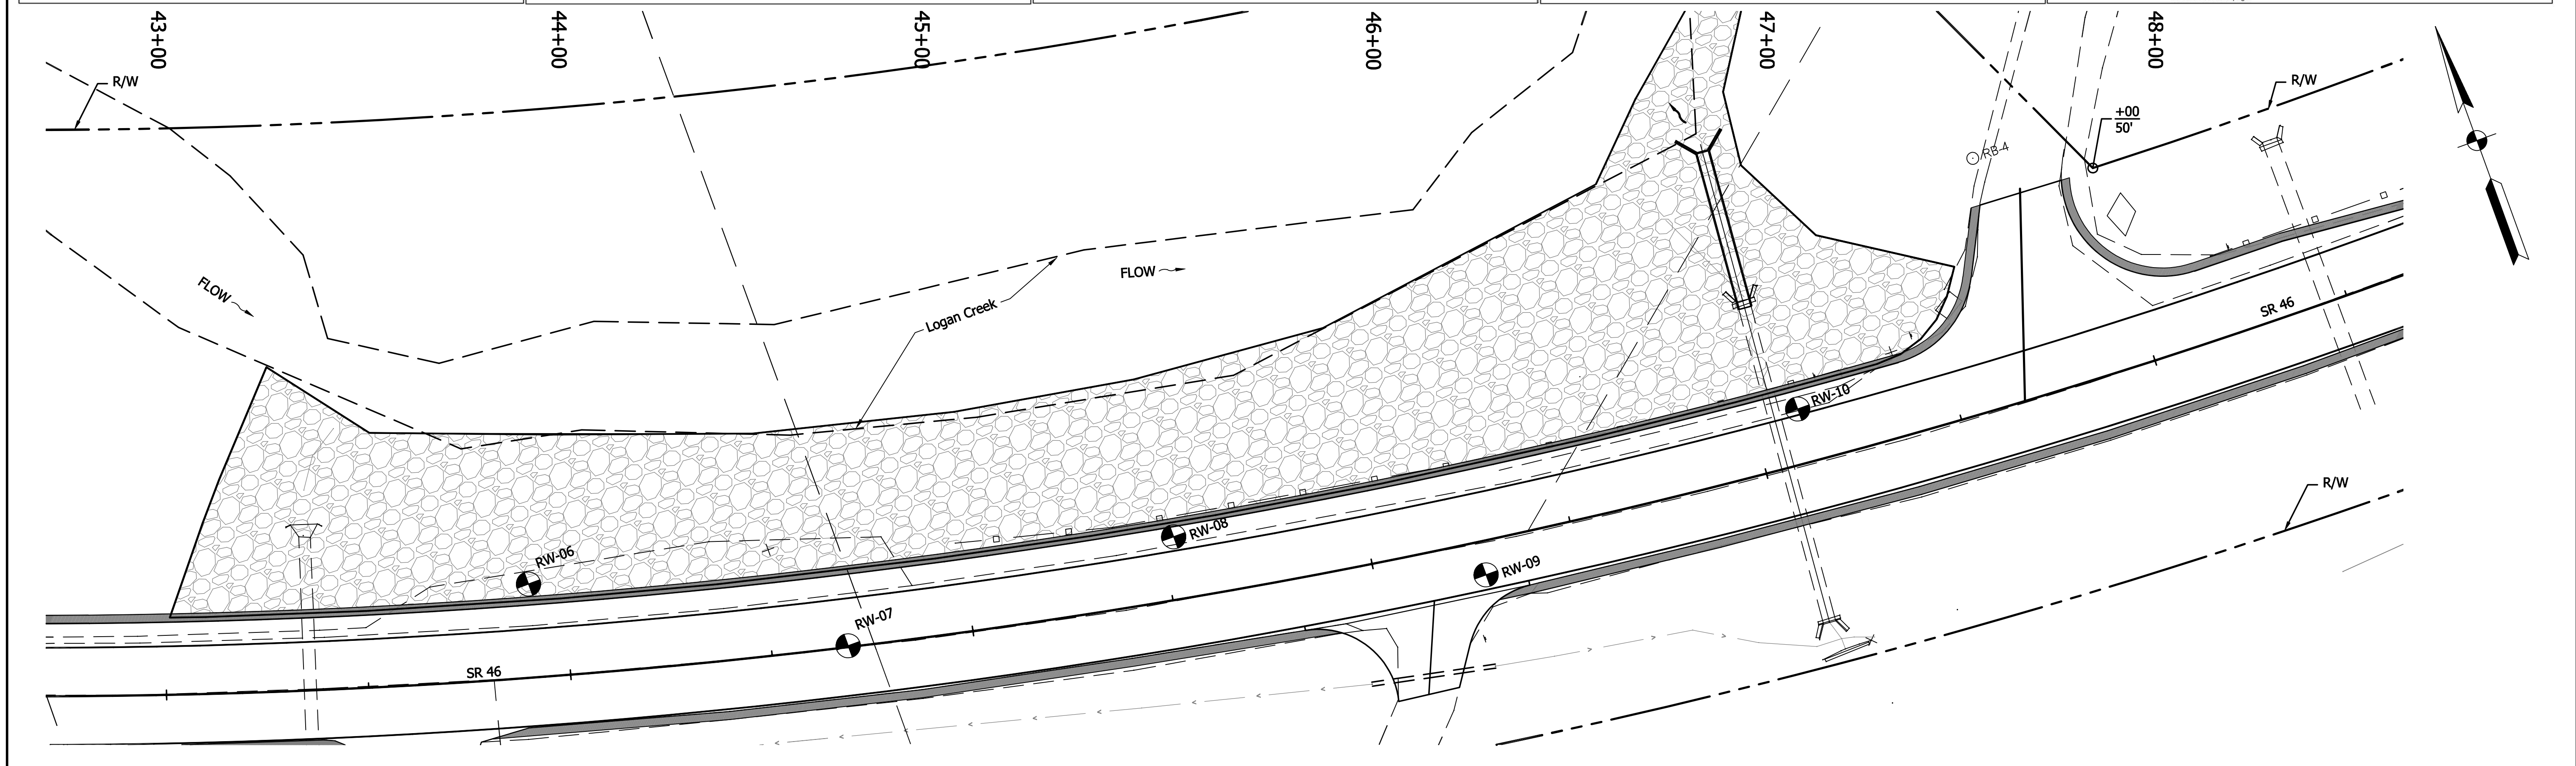 43+00
44+00
45+00
46+00
47+00
48+00
R/W
R/W
+00
50'
RB-4
FLOW
FLOW
Logan Creek
SR 46
RW-10
RW-08
RW-06
RW-09
RW-07
R/W
SR 46